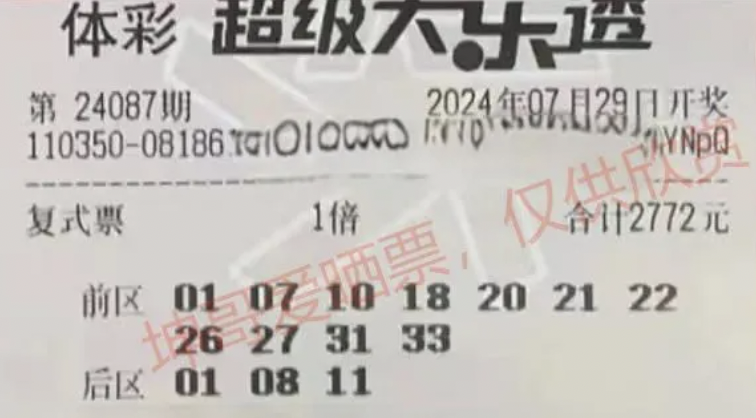 体彩 超级大乐透
第 24087期 2024年07月29日开奖
110350-08186 YNpQ
复式票 1倍 合计2772元
前区 01 07 10 18 20 21 22
26 27 31 33
后区 01 08 11
坤哥爱晒票，仅供欣赏